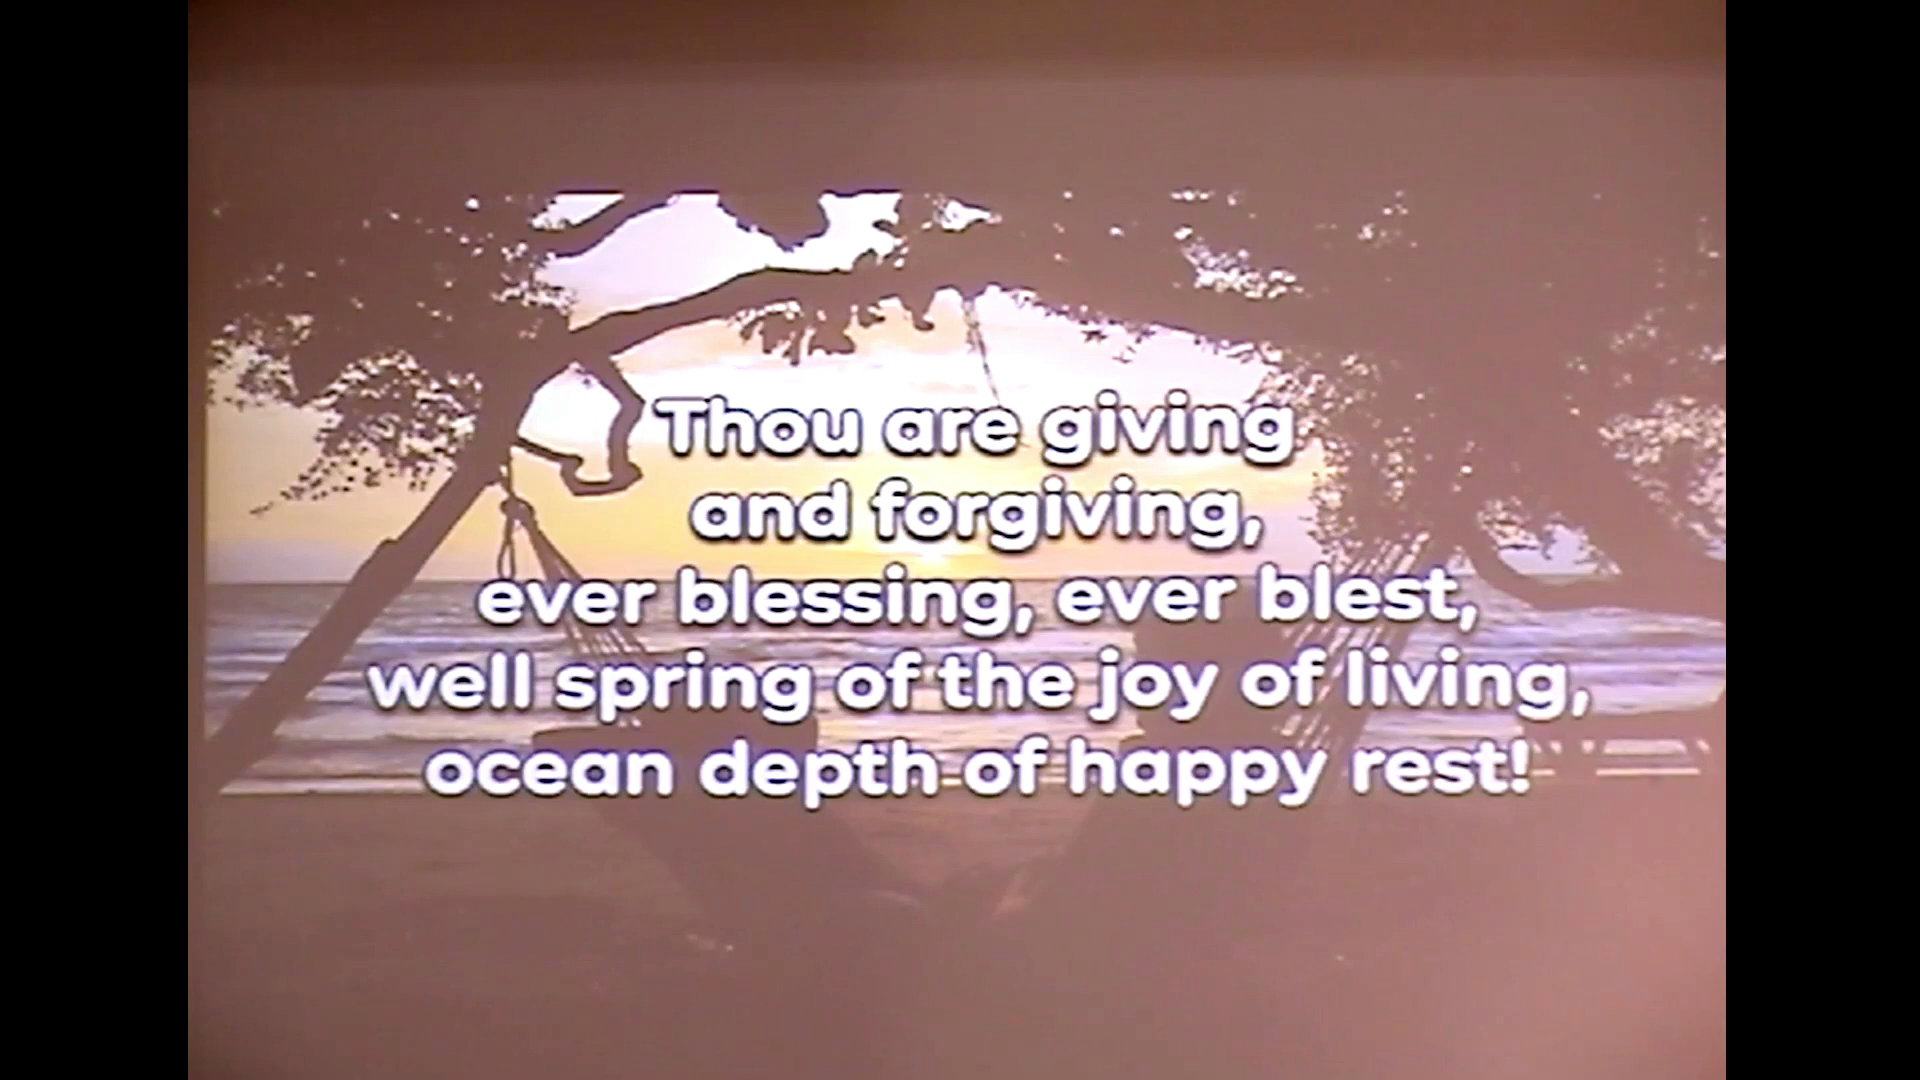 Thou are giving
and forgiving,
ever blessing, ever blest,
well spring of the joy of living,
ocean depth of happy rest!